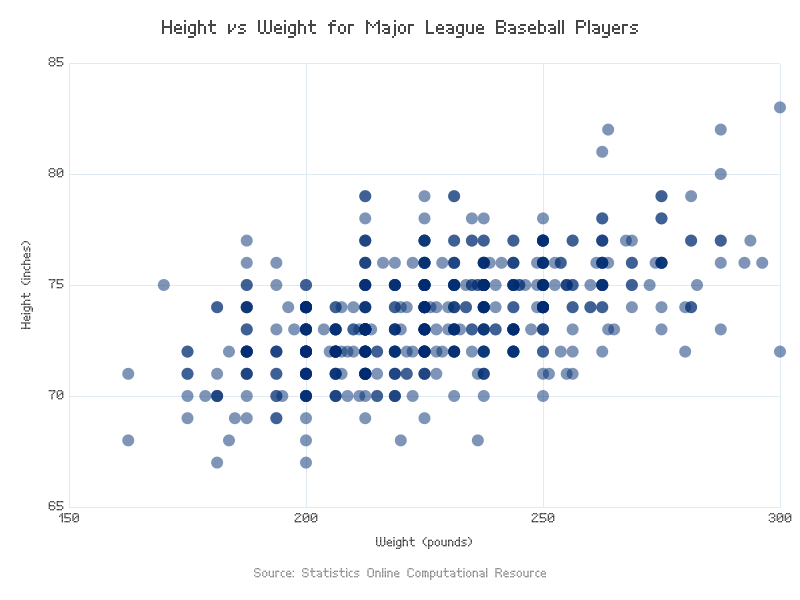 Height vs Weight for Major League Baseball Players
85
80
75
70
65
Height (inches)
150
200
250
300
Weight (pounds)
Source: Statistics Online Computational Resource